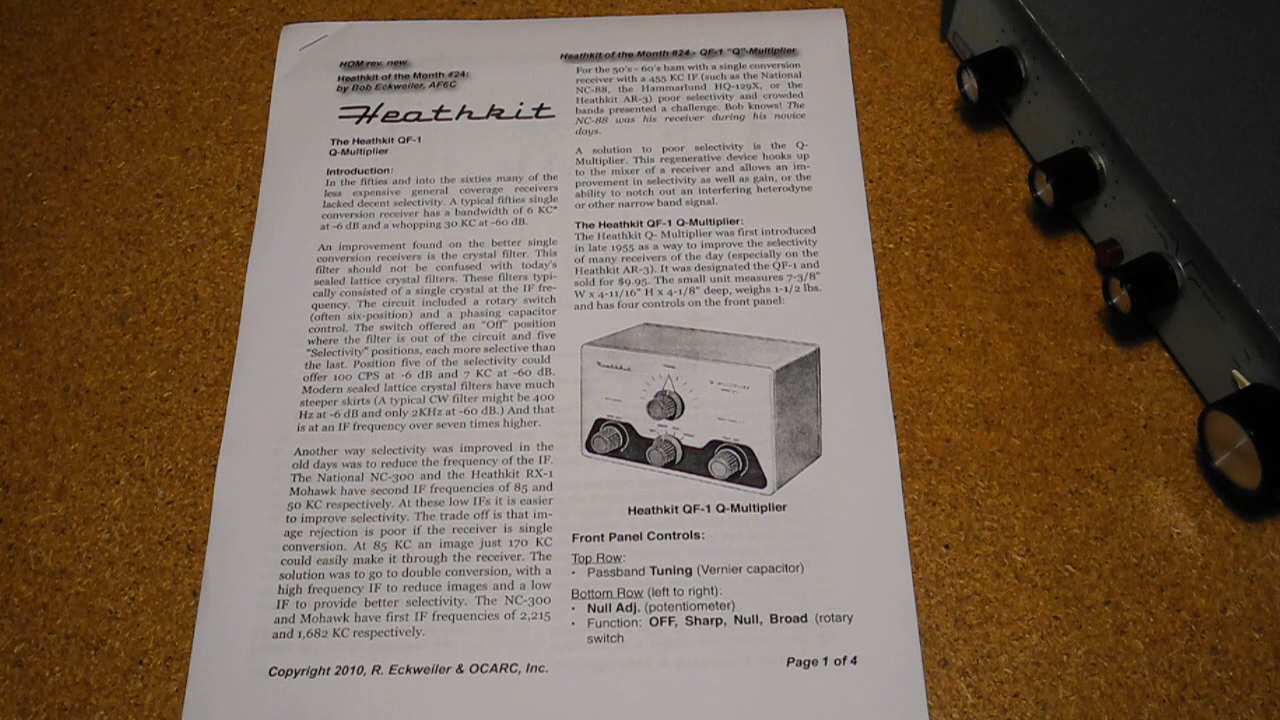 HOM rev. new
Heathkit of the Month #24:
by Bob Eckweiler, AF6C
Heathkit
The Heathkit QF-1
Q-Multiplier
Introduction:
In the fifties and into the sixties many of the
less expensive general coverage receivers
lacked decent selectivity. A typical fifties single
conversion receiver has a bandwidth of 6 KC*
at -6 dB and a whopping 30 KC at -60 dB.
An improvement found on the better single
conversion receivers is the crystal filter. This
filter should not be confused with today's
sealed lattice crystal filters. These filters typi-
cally consisted of a single crystal at the IF fre-
quency. The circuit included a rotary switch
(often six-position) and a phasing capacitor
control. The switch offered an "Off" position
where the filter is out of the circuit and five
"Selectivity" positions, each more selective than
the last. Position five of the selectivity could
offer 100 CPS at -6 dB and 7 KC at -60 dB.
Modern sealed lattice crystal filters have much
steeper skirts (A typical CW filter might be 400
Hz at -6 dB and only 2KHz at -60 dB.) And that
is at an IF frequency over seven times higher.
Another way selectivity was improved in the
old days was to reduce the frequency of the IF.
The National NC-300 and the Heathkit RX-1
Mohawk have second IF frequencies of 85 and
50 KC respectively. At these low IFs it is easier
to improve selectivity. The trade off is that im-
age rejection is poor if the receiver is single
conversion. At 85 KC an image just 170 KC
could easily make it through the receiver. The
solution was to go to double conversion, with a
high frequency IF to reduce images and a low
IF to provide better selectivity. The NC-300
and Mohawk have first IF frequencies of 2,215
and 1,682 KC respectively.
Heathkit of the Month #24 - QF-1 "Q"-Multiplier
For the 50's - 60's ham with a single conversion
receiver with a 455 KC IF (such as the National
NC-88, the Hammarlund HQ-129X, or the
Heathkit AR-3) poor selectivity and crowded
bands presented a challenge. Bob knows! The
NC-88 was his receiver during his novice
days.
A solution to poor selectivity is the Q-
Multiplier. This regenerative device hooks up
to the mixer of a receiver and allows an im-
provement in selectivity as well as gain, or the
ability to notch out an interfering heterodyne
or other narrow band signal.
The Heathkit QF-1 Q-Multiplier:
The Heathkit Q- Multiplier was first introduced
in late 1955 as a way to improve the selectivity
of many receivers of the day (especially on the
Heathkit AR-3). It was designated the QF-1 and
sold for $9.95. The small unit measures 7-3/8"
W x 4-11/16" H x 4-1/8" deep, weighs 1-1/2 lbs.
and has four controls on the front panel:
Heathkit
Heathkit QF-1 Q-Multiplier
Front Panel Controls:
Top Row:
• Passband Tuning (Vernier capacitor)
Bottom Row (left to right):
• Null Adj. (potentiometer)
• Function: OFF, Sharp, Null, Broad (rotary
switch
Copyright 2010, R. Eckweiler & OCARC, Inc.
Page 1 of 4